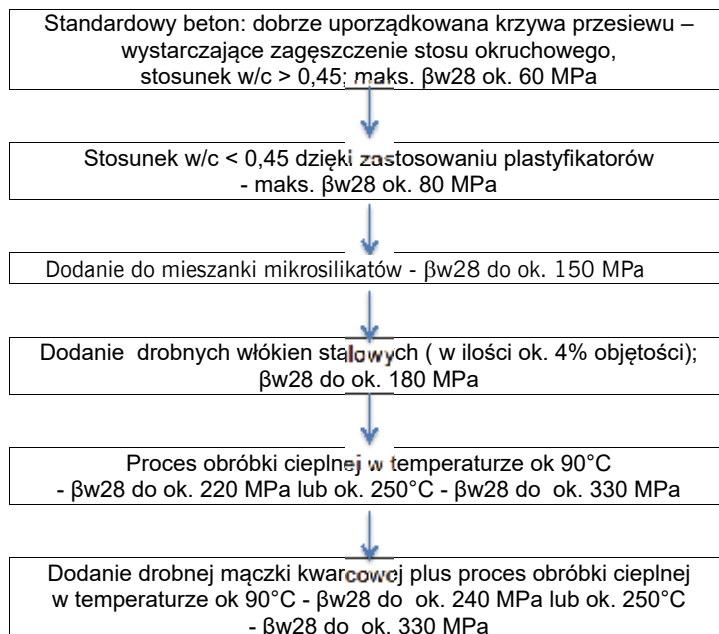 Standardowy beton: dobrze uporządkowana krzywa przesiewu –
wystarczające zagęszczenie stosu okruchowego,
stosunek w/c > 0,45; maks. βw28 ok. 60 MPa
Stosunek w/c < 0,45 dzięki zastosowaniu plastyfikatorów
- maks. βw28 ok. 80 MPa
Dodanie do mieszanki mikrosilikatów - βw28 do ok. 150 MPa
Dodanie drobnych włókien stalowych ( w ilości ok. 4% objętości);
βw28 do ok. 180 MPa
Proces obróbki cieplnej w temperaturze ok 90°C
- βw28 do ok. 220 MPa lub ok. 250°C - βw28 do ok. 330 MPa
Dodanie drobnej mączki kwarcowej plus proces obróbki cieplnej
w temperaturze ok 90°C - βw28 do ok. 240 MPa lub ok. 250°C
- βw28 do ok. 330 MPa